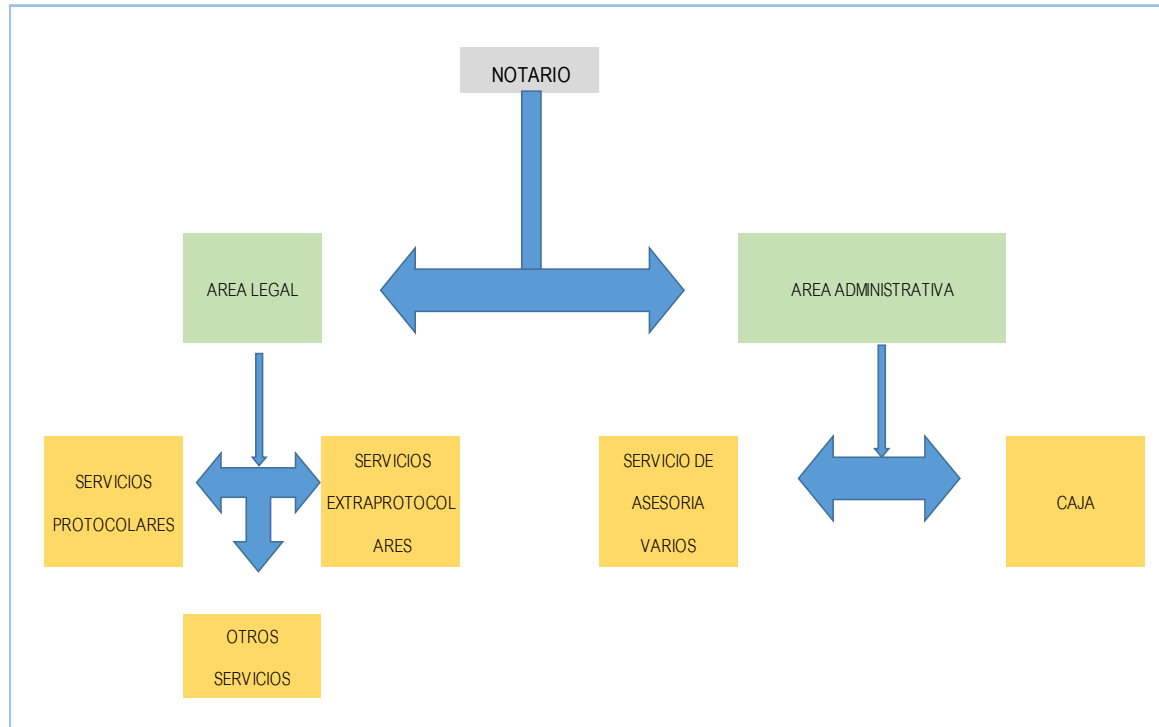 NOTARIO
AREA LEGAL
AREA ADMINISTRATIVA
SERVICIOS
PROTOCOLARES
SERVICIOS
EXTRAPROTOCOL
ARES
SERVICIO DE
ASESORIA
VARIOS
CAJA
OTROS
SERVICIOS